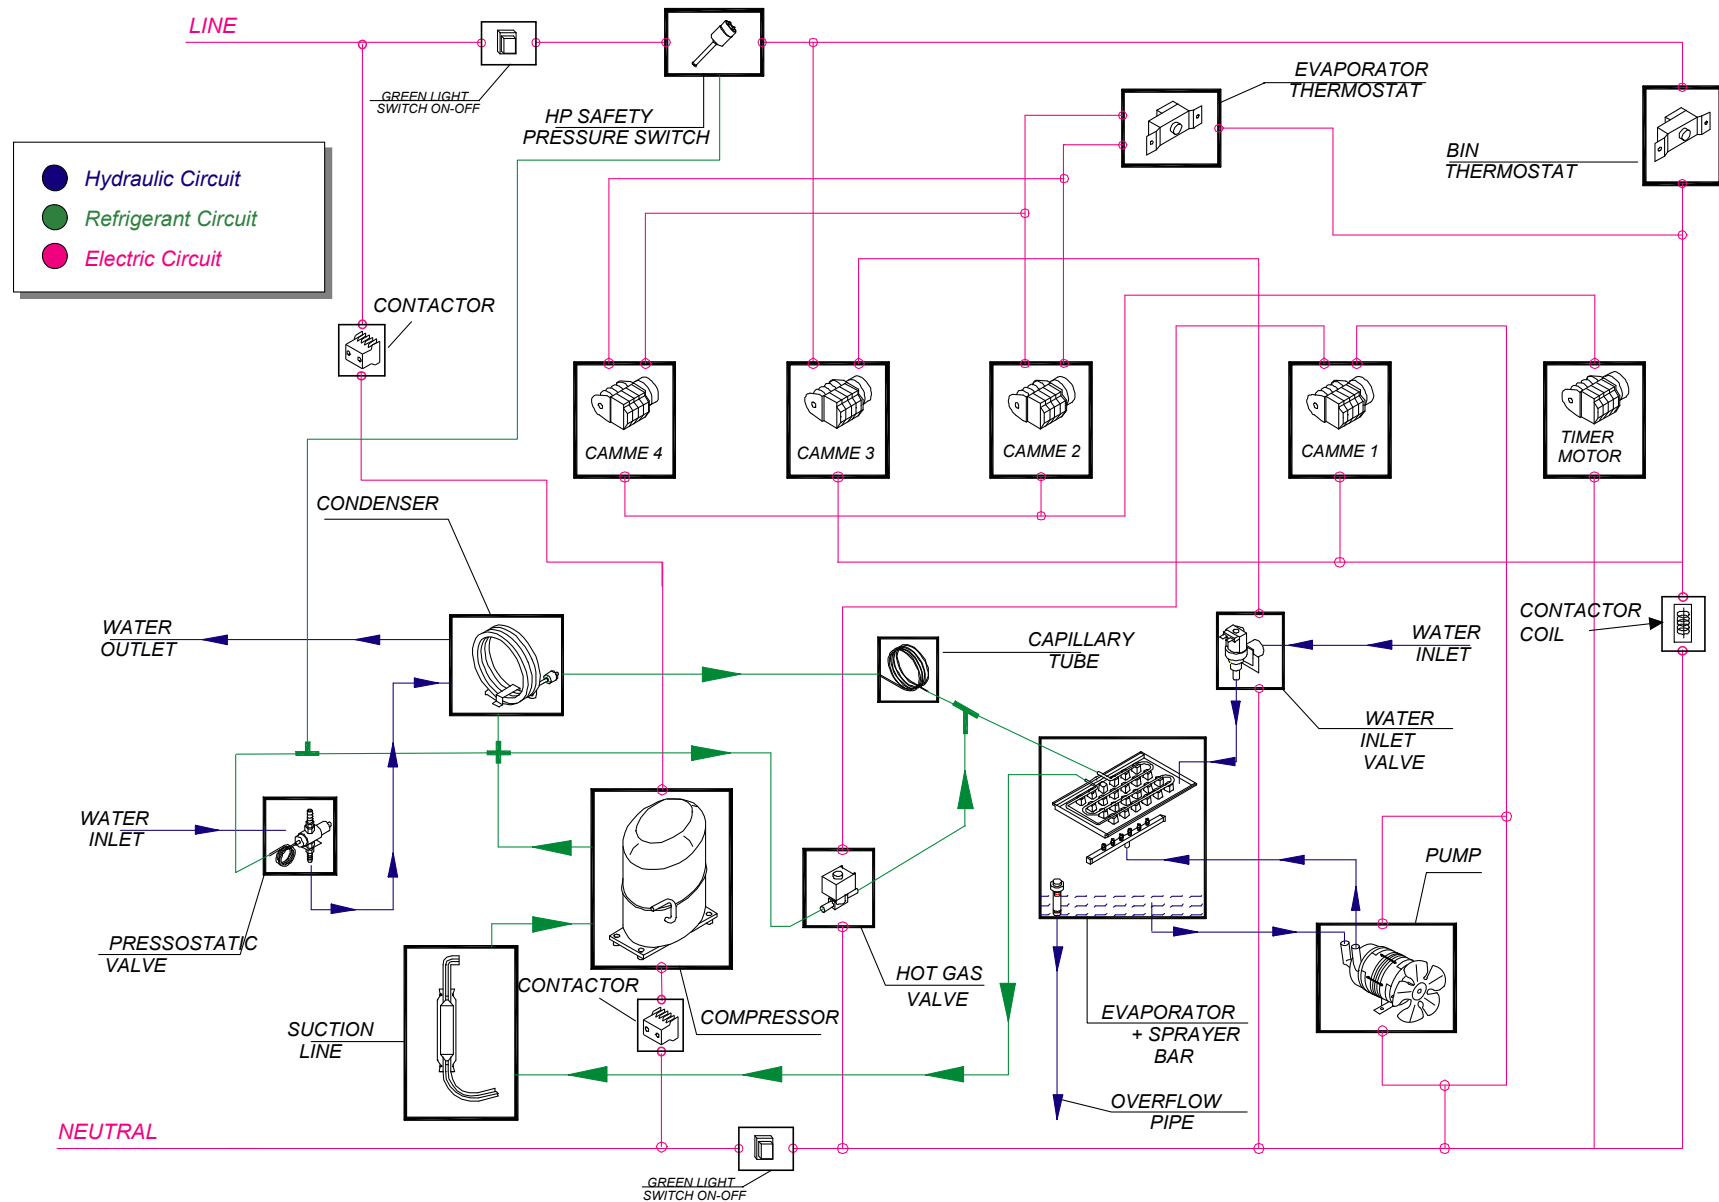 LINE
GREEN LIGHT
SWITCH ON-OFF
HP SAFETY
PRESSURE SWITCH
EVAPORATOR
THERMOSTAT
BIN
THERMOSTAT
Hydraulic Circuit
Refrigerant Circuit
Electric Circuit
CONTACTOR
CAMME 4
CAMME 3
CAMME 2
CAMME 1
TIMER
MOTOR
CONDENSER
WATER
OUTLET
CAPILLARY
TUBE
WATER
INLET
CONTACTOR
COIL
WATER
INLET
VALVE
WATER
INLET
PUMP
PRESSOSTATIC
VALVE
HOT GAS
VALVE
CONTACTOR
COMPRESSOR
EVAPORATOR
+ SPRAYER
BAR
SUCTION
LINE
OVERFLOW
PIPE
NEUTRAL
GREEN LIGHT
SWITCH ON-OFF